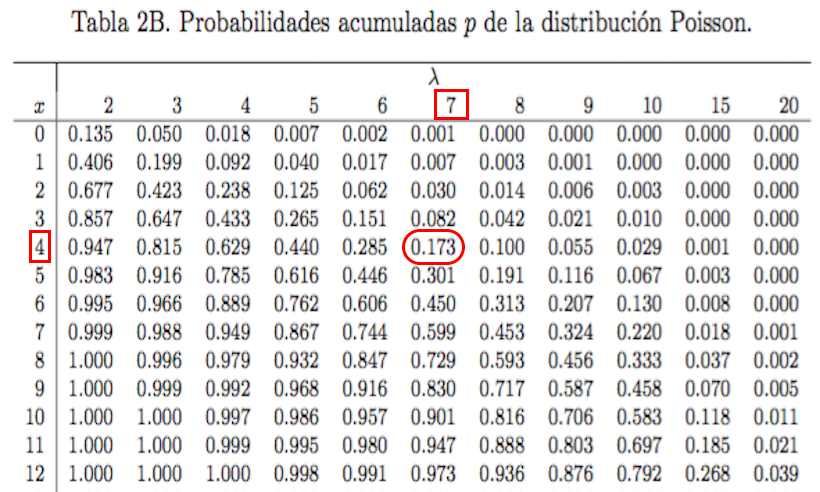 Tabla 2B. Probabilidades acumuladas p de la distribución Poisson.
λ
x 2 3 4 5 6 7 8 9 10 15 20
0 0.135 0.050 0.018 0.007 0.002 0.001 0.000 0.000 0.000 0.000 0.000
1 0.406 0.199 0.092 0.040 0.017 0.007 0.003 0.001 0.000 0.000 0.000
2 0.677 0.423 0.238 0.125 0.062 0.030 0.014 0.006 0.003 0.000 0.000
3 0.857 0.647 0.433 0.265 0.151 0.082 0.042 0.021 0.010 0.000 0.000
4 0.947 0.815 0.629 0.440 0.285 0.173 0.100 0.055 0.029 0.001 0.000
5 0.983 0.916 0.785 0.616 0.446 0.301 0.191 0.116 0.067 0.003 0.000
6 0.995 0.966 0.889 0.762 0.606 0.450 0.313 0.207 0.130 0.008 0.000
7 0.999 0.988 0.949 0.867 0.744 0.599 0.453 0.324 0.220 0.018 0.001
8 1.000 0.996 0.979 0.932 0.847 0.729 0.593 0.456 0.333 0.037 0.002
9 1.000 0.999 0.992 0.968 0.916 0.830 0.717 0.587 0.458 0.070 0.005
10 1.000 1.000 0.997 0.986 0.957 0.901 0.816 0.706 0.583 0.118 0.011
11 1.000 1.000 0.999 0.995 0.980 0.947 0.888 0.803 0.697 0.185 0.021
12 1.000 1.000 1.000 0.998 0.991 0.973 0.936 0.876 0.792 0.268 0.039